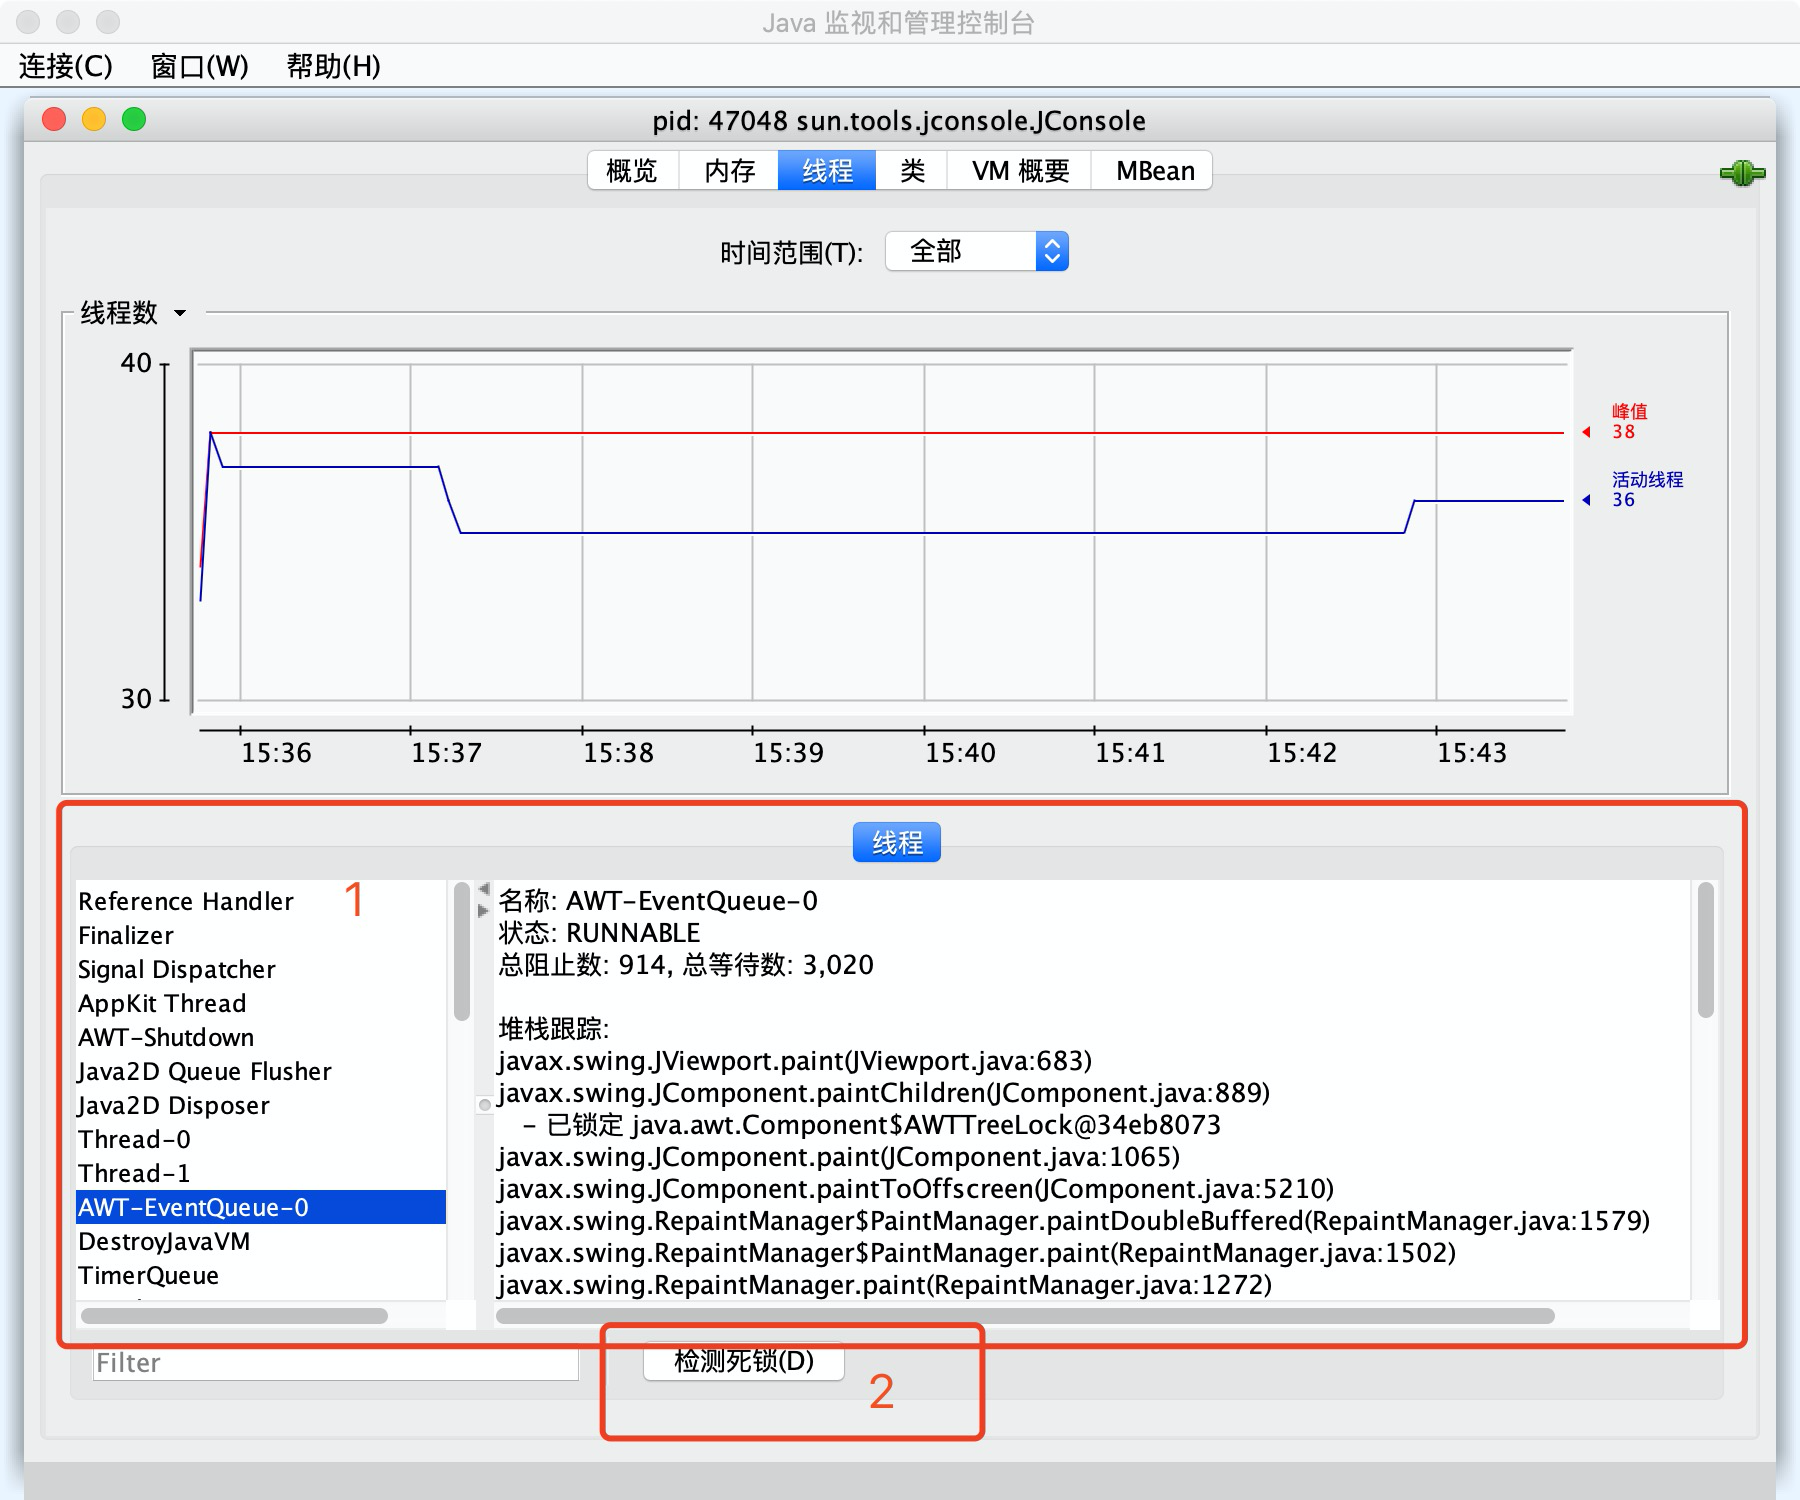 Java 监视和管理控制台
连接(C) 窗口(W) 帮助(H)
pid: 47048 sun.tools.jconsole.JConsole
概览 内存 线程 类 VM 概要 MBean
时间范围(T): 全部
线程数
40
30
峰值
38
活动线程
36
15:36 15:37 15:38 15:39 15:40 15:41 15:42 15:43
线程
1
Reference Handler
Finalizer
Signal Dispatcher
AppKit Thread
AWT-Shutdown
Java2D Queue Flusher
Java2D Disposer
Thread-0
Thread-1
AWT-EventQueue-0
DestroyJavaVM
TimerQueue
名称: AWT-EventQueue-0
状态: RUNNABLE
总阻止数: 914, 总等待数: 3,020
堆栈跟踪:
javax.swing.JViewport.paint(JViewport.java:683)
javax.swing.JComponent.paintChildren(JComponent.java:889)
- 已锁定 java.awt.Component$AWTTreeLock@34eb8073
javax.swing.JComponent.paint(JComponent.java:1065)
javax.swing.JComponent.paintToOffscreen(JComponent.java:5210)
javax.swing.RepaintManager$PaintManager.paintDoubleBuffered(RepaintManager.java:1579)
javax.swing.RepaintManager$PaintManager.paint(RepaintManager.java:1502)
javax.swing.RepaintManager.paint(RepaintManager.java:1272)
Filter
检测死锁(D)
2